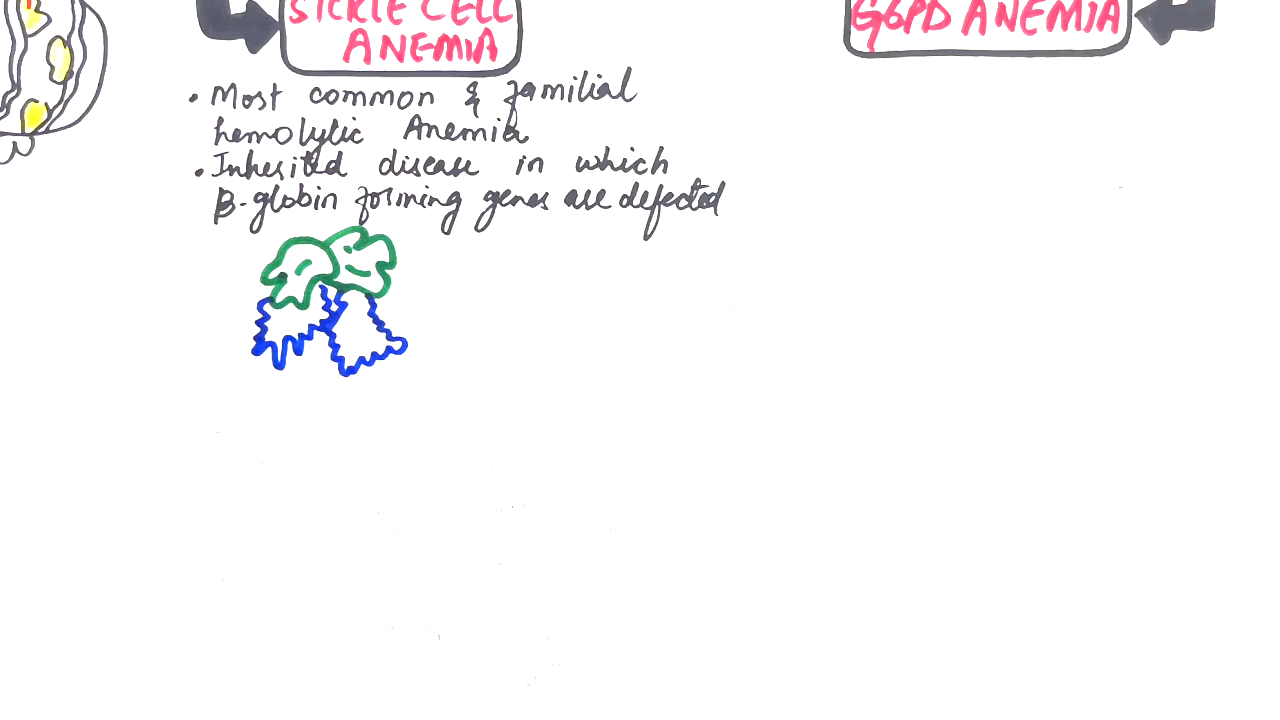 SICKLE CELL
ANEMIA
G6PD ANEMIA
• Most common & familial
hemolytic Anemia
• Inherited disease in which
β-globin forming genes are defected